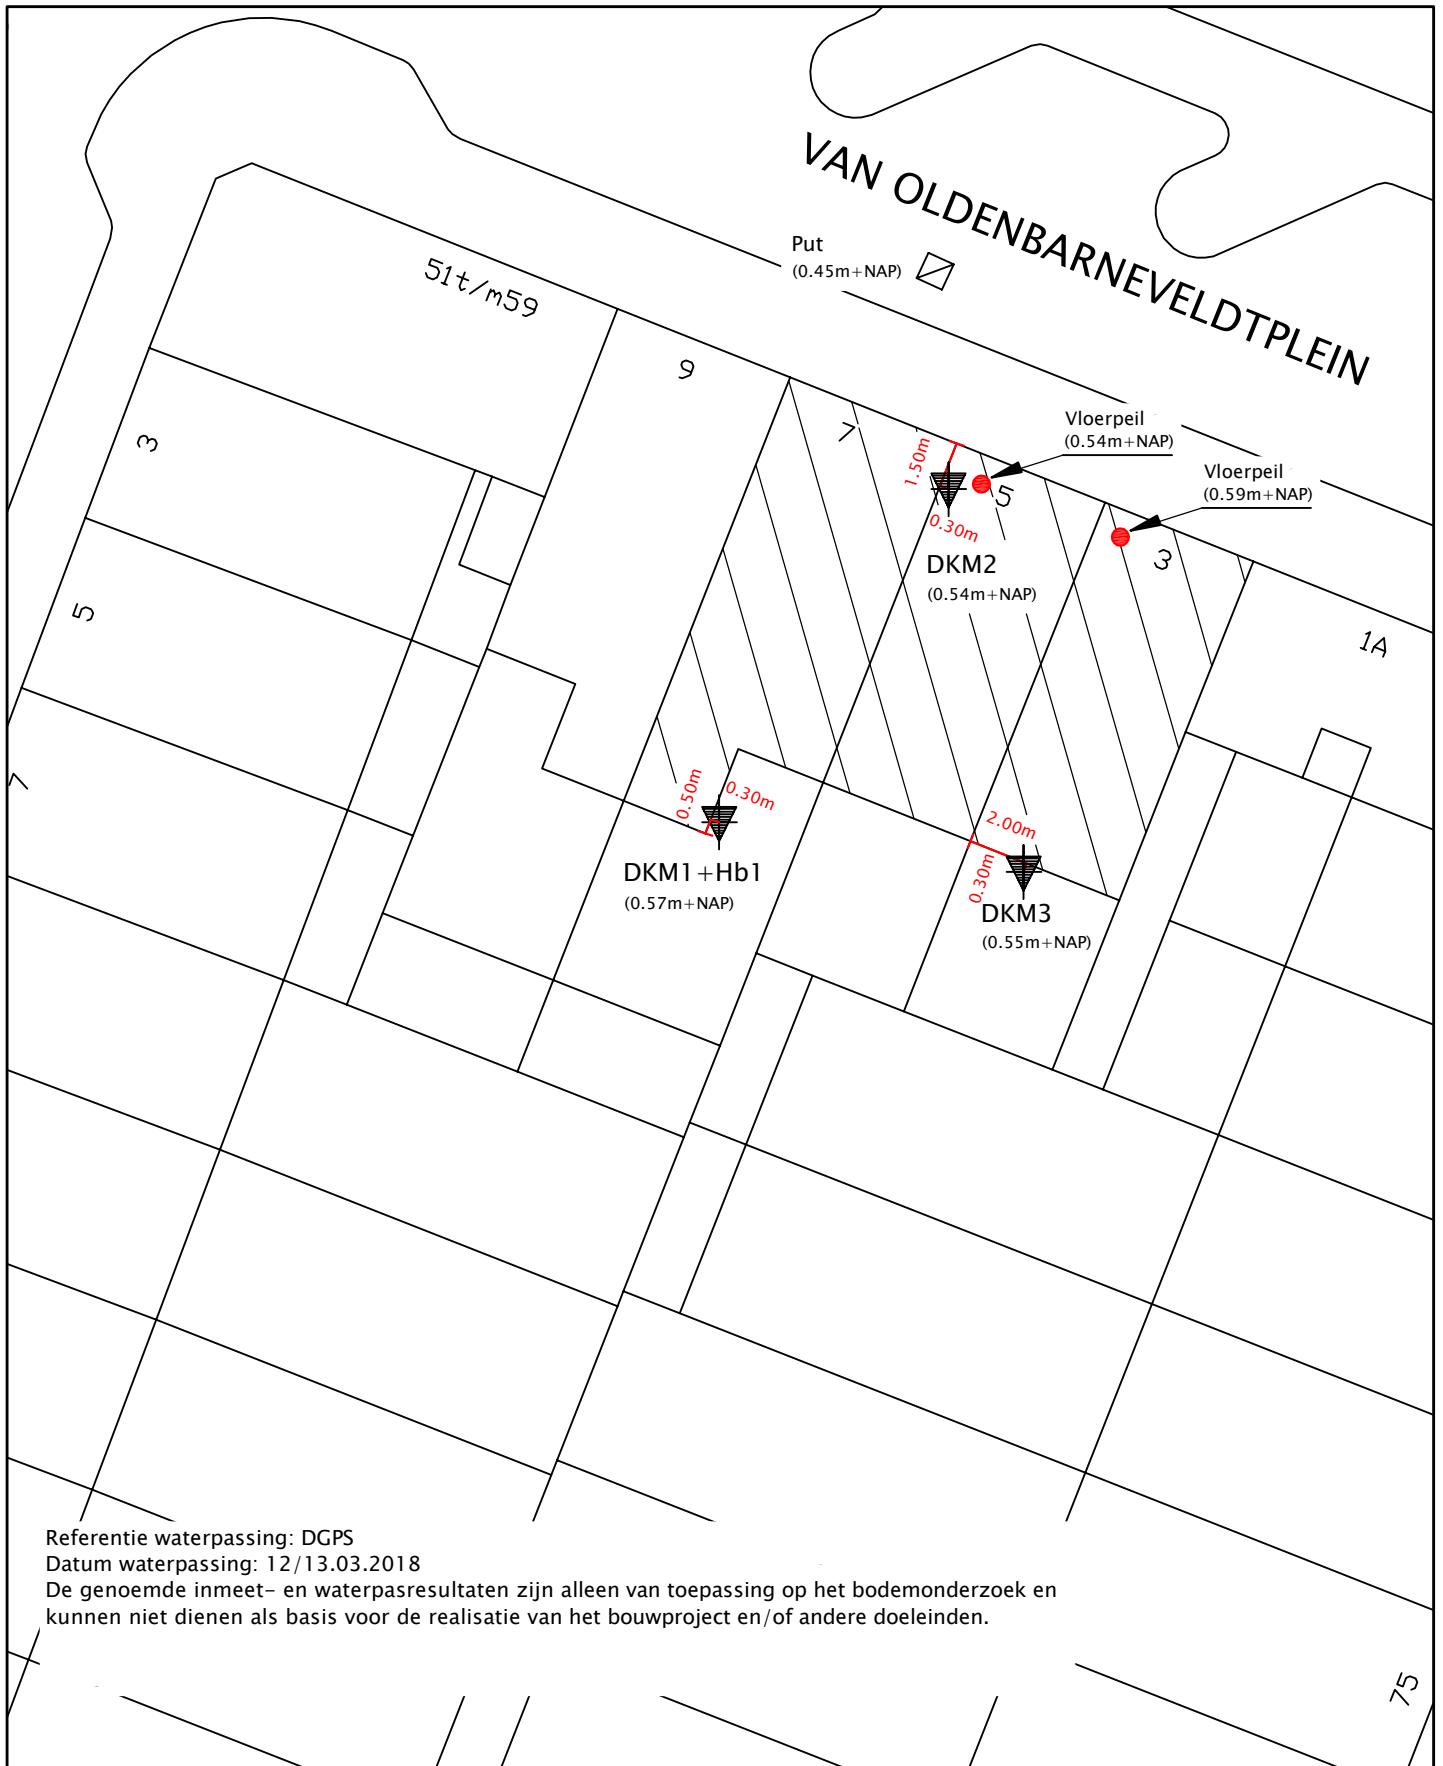 VAN OLDENBARNEVELDTPLEIN
Put
(0.45m+NAP)
51t/m59
9
7
1.50m
5
Vloerpeil
(0.54m+NAP)
Vloerpeil
(0.59m+NAP)
3
1A
0.30m
DKM2
(0.54m+NAP)
3
5
7
0.50m
0.30m
DKM1+Hb1
(0.57m+NAP)
2.00m
0.30m
DKM3
(0.55m+NAP)
Referentie waterpassing: DGPS
Datum waterpassing: 12/13.03.2018
De genoemde inmeet- en waterpasresultaten zijn alleen van toepassing op het bodemonderzoek en
kunnen niet dienen als basis voor de realisatie van het bouwproject en/of andere doeleinden.
75